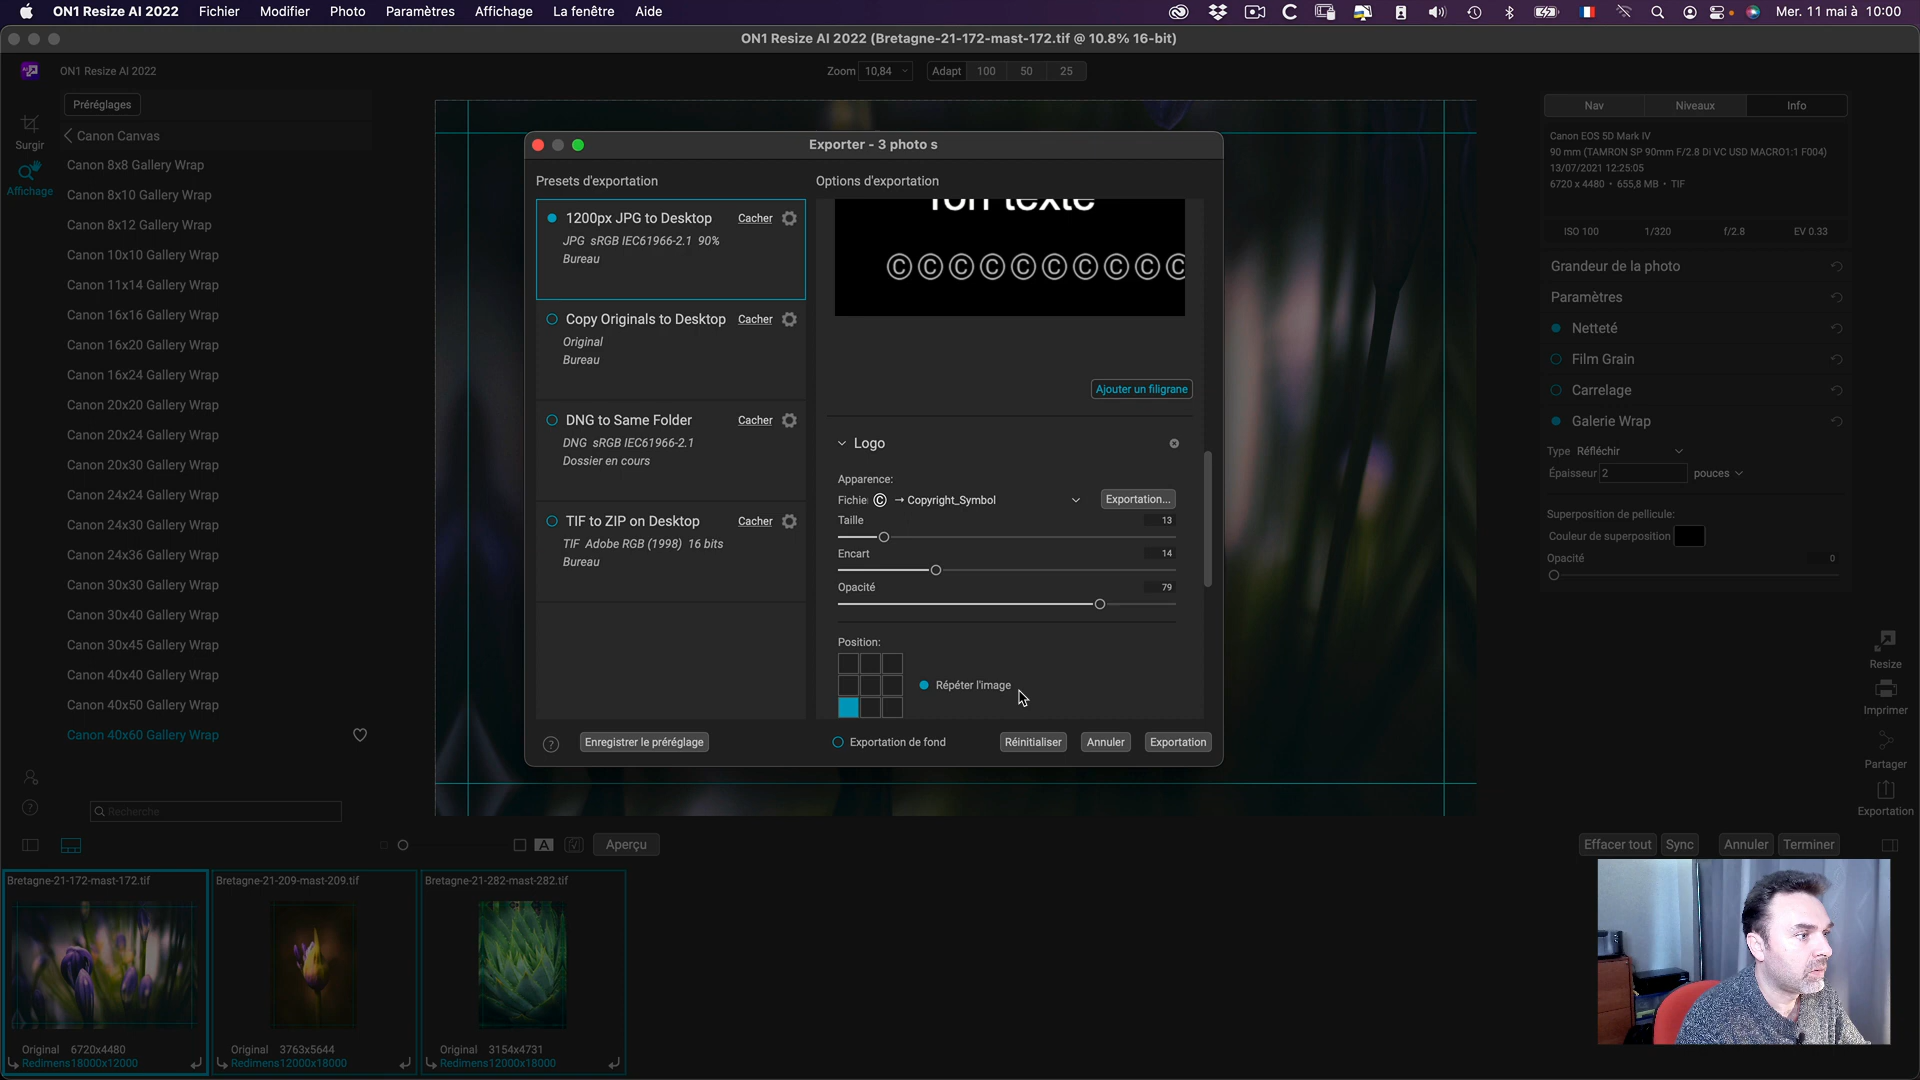 ON1 Resize AI 2022 Fichier Modifier Photo Paramètres Affichage La fenêtre Aide
Mer. 11 mai à 10:00
ON1 Resize AI 2022 (Bretagne-21-172-mast-172.tif @ 10.8% 16-bit)
ON1 Resize AI 2022
Zoom 10,84
Adapt 100 50 25
Préréglages
Canon Canvas
Surgir
Affichage
Canon 8x8 Gallery Wrap
Canon 8x10 Gallery Wrap
Canon 8x12 Gallery Wrap
Canon 10x10 Gallery Wrap
Canon 11x14 Gallery Wrap
Canon 16x16 Gallery Wrap
Canon 16x20 Gallery Wrap
Canon 16x24 Gallery Wrap
Canon 20x20 Gallery Wrap
Canon 20x24 Gallery Wrap
Canon 20x30 Gallery Wrap
Canon 24x24 Gallery Wrap
Canon 24x30 Gallery Wrap
Canon 24x36 Gallery Wrap
Canon 30x30 Gallery Wrap
Canon 30x40 Gallery Wrap
Canon 30x45 Gallery Wrap
Canon 40x40 Gallery Wrap
Canon 40x50 Gallery Wrap
Canon 40x60 Gallery Wrap
Recherche
Exporter - 3 photo s
Presets d'exportation
1200px JPG to Desktop Cacher
JPG sRGB IEC61966-2.1 90%
Bureau
Copy Originals to Desktop Cacher
Original
Bureau
DNG to Same Folder Cacher
DNG sRGB IEC61966-2.1
Dossier en cours
TIF to ZIP on Desktop Cacher
TIF Adobe RGB (1998) 16 bits
Bureau
Options d'exportation
Ton texte
© © © © © © © © © ©
Ajouter un filigrane
Logo
Apparence:
Fichie © → Copyright_Symbol Exportation...
Taille 13
Encart 14
Opacité 79
Position:
Répéter l'image
? Enregistrer le préréglage
Exportation de fond Réinitialiser Annuler Exportation
Nav Niveaux Info
Canon EOS 5D Mark IV
90 mm (TAMRON SP 90mm F/2.8 Di VC USD MACRO1:1 F004)
13/07/2021 12:25:05
6720 x 4480 • 655,8 MB • TIF
ISO 100 1/320 f/2.8 EV 0.33
Grandeur de la photo
Paramètres
Netteté
Film Grain
Carrelage
Galerie Wrap
Type Réfléchir
Épaisseur 2 pouces
Superposition de pellicule:
Couleur de superposition
Opacité 0
Resize
Imprimer
Partager
Exportation
A Aperçu
Effacer tout Sync Annuler Terminer
Bretagne-21-172-mast-172.tif
Original 6720x4480
Redimens18000x12000
Bretagne-21-209-mast-209.tif
Original 3763x5644
Redimens12000x18000
Bretagne-21-282-mast-282.tif
Original 3154x4731
Redimens12000x18000